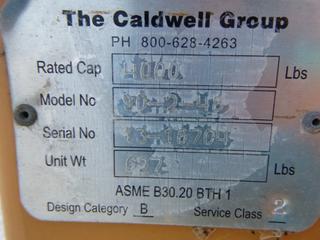 The Caldwell Group
PH 800-628-4263
Rated Cap 4000 Lbs
Model No
Serial No
Unit Wt Lbs
ASME B30.20 BTH 1
Design Category B Service Class 2